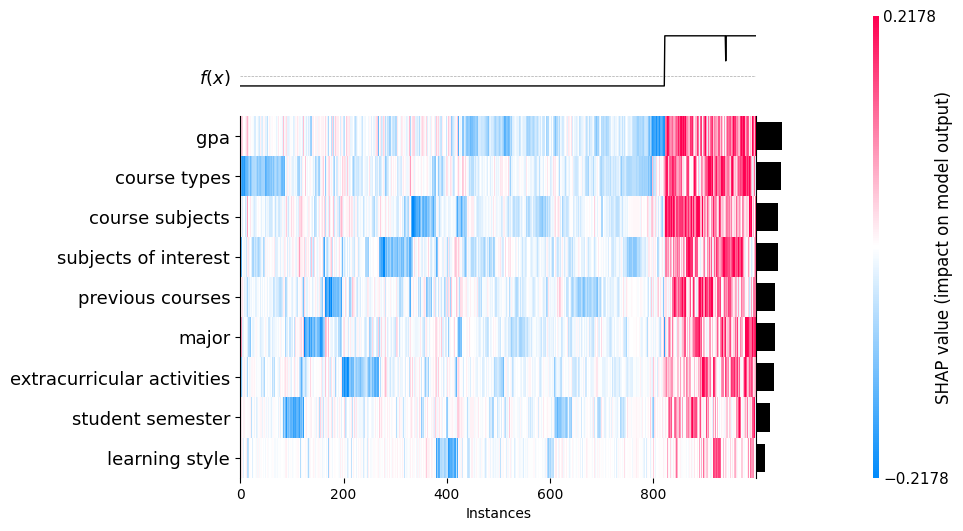 0.2178
f(x)
gpa
course types
course subjects
subjects of interest
previous courses
major
extracurricular activities
student semester
learning style
0 200 400 600 800
Instances
SHAP value (impact on model output)
−0.2178